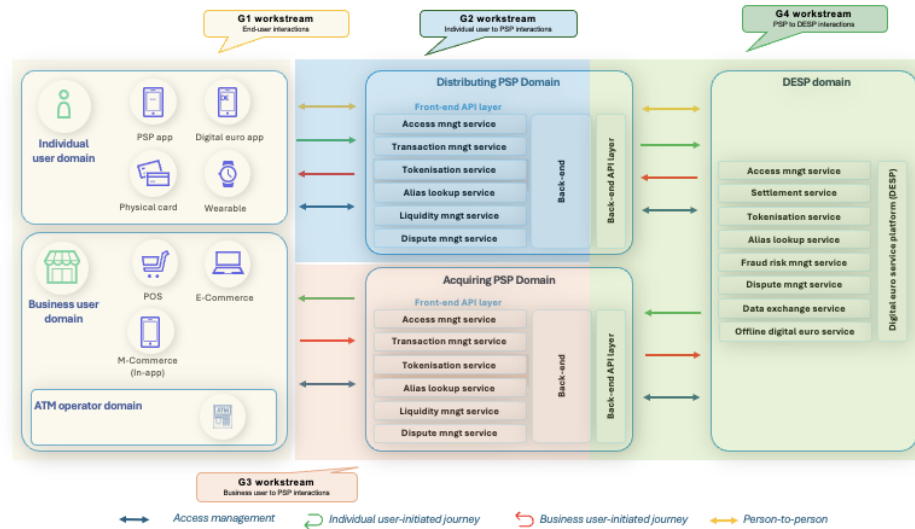 G1 workstream
End-user interactions
G2 workstream
Individual user to PSP interactions
G4 workstream
PSP to DESP interactions
Individual
user domain
PSP app
Digital euro app
Physical card
Wearable
Business user
domain
POS
E-Commerce
M-Commerce
(In-app)
ATM operator domain
ATM
Distributing PSP Domain
Front-end API layer
Access mngt service
Transaction mngt service
Tokenisation service
Alias lookup service
Liquidity mngt service
Dispute mngt service
Back-end
Back-end API layer
Acquiring PSP Domain
Front-end API layer
Access mngt service
Transaction mngt service
Tokenisation service
Alias lookup service
Liquidity mngt service
Dispute mngt service
Back-end
Back-end API layer
DESP domain
Access mngt service
Settlement service
Tokenisation service
Alias lookup service
Fraud risk mngt service
Dispute mngt service
Data exchange service
Offline digital euro service
Digital euro service platform (DESP)
G3 workstream
Business user to PSP interactions
Access management
Individual user-initiated journey
Business user-initiated journey
Person-to-person